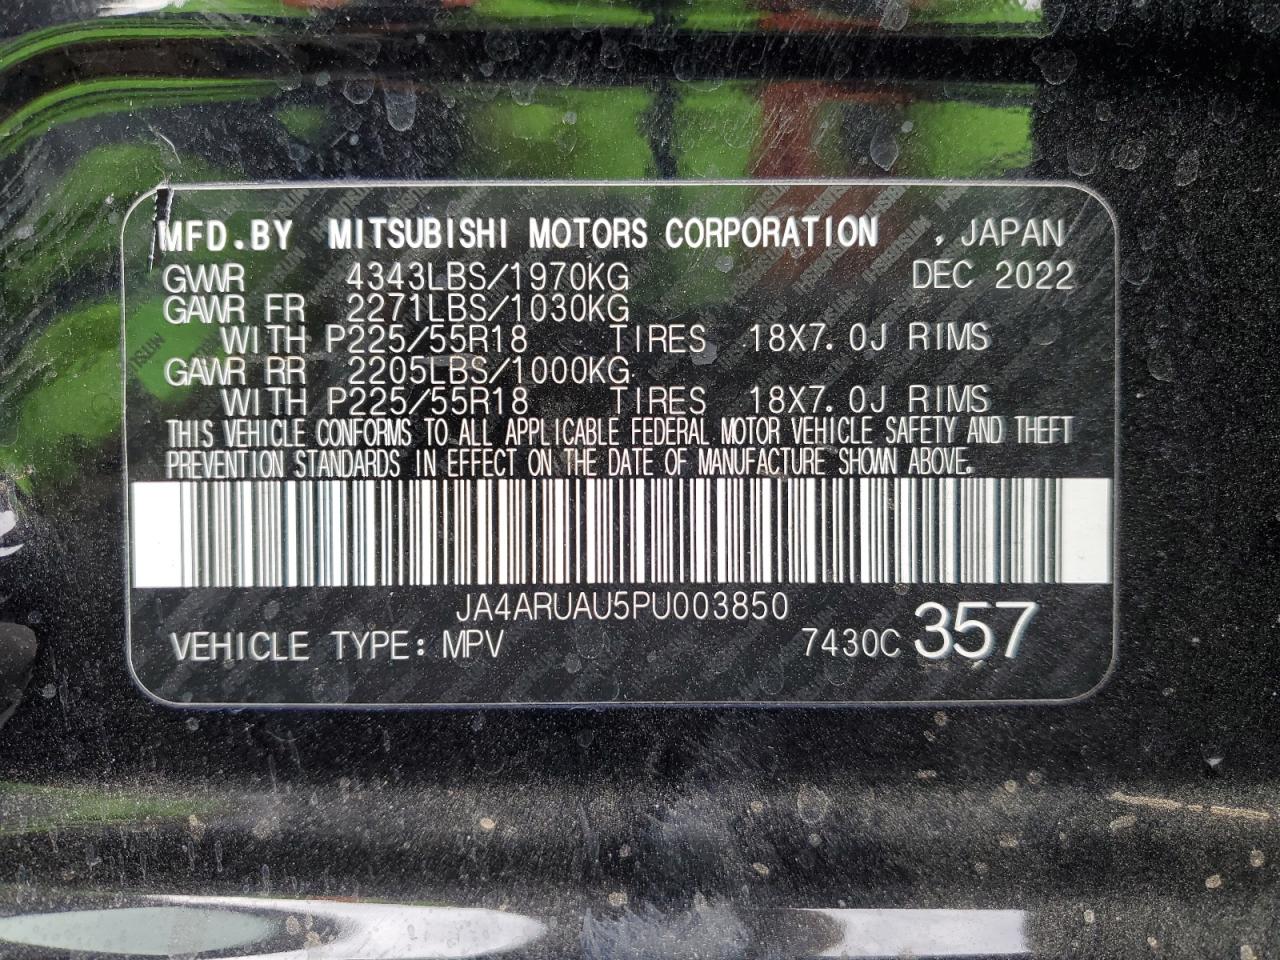 MFD.BY MITSUBISHI MOTORS CORPORATION , JAPAN
GVWR 4343LBS/1970KG DEC 2022
GAWR FR 2271LBS/1030KG
WITH P225/55R18 TIRES 18X7.0J RIMS
GAWR RR 2205LBS/1000KG
WITH P225/55R18 TIRES 18X7.0J RIMS
THIS VEHICLE CONFORMS TO ALL APPLICABLE FEDERAL MOTOR VEHICLE SAFETY AND THEFT
PREVENTION STANDARDS IN EFFECT ON THE DATE OF MANUFACTURE SHOWN ABOVE.
JA4ARUAU5PU003850
VEHICLE TYPE: MPV 7430C 357